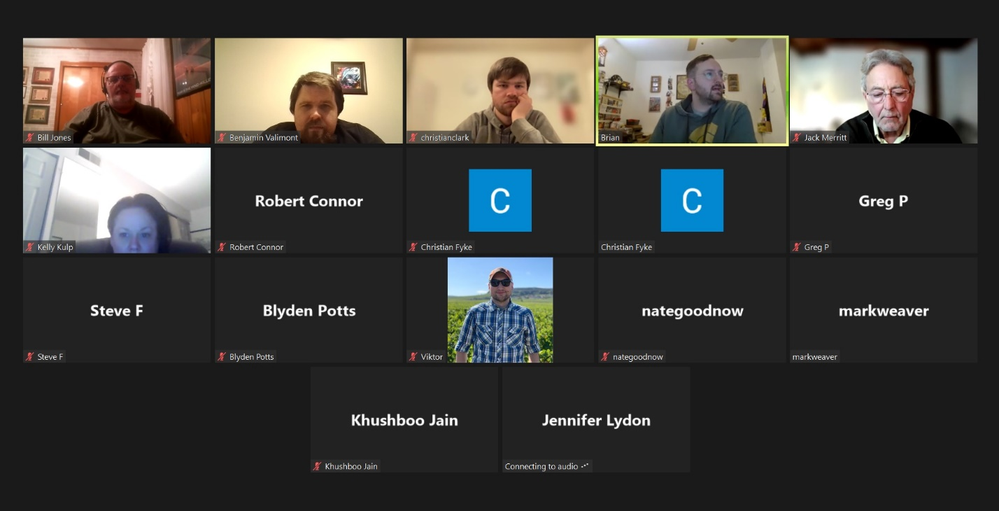 Bill Jones
Benjamin Valimont
christianclark
Brian
Jack Merritt
Kelly Kulp
Robert Connor
Robert Connor
C
Christian Fyke
C
Christian Fyke
Greg P
Greg P
Steve F
Steve F
Blyden Potts
Blyden Potts
Viktor
nategoodnow
nategoodnow
markweaver
markweaver
Khushboo Jain
Khushboo Jain
Jennifer Lydon
Connecting to audio